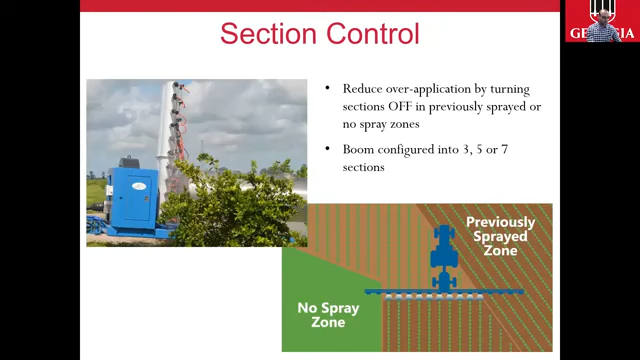 Section Control
GEORGIA
• Reduce over-application by turning
sections OFF in previously sprayed or
no spray zones
• Boom configured into 3, 5 or 7
sections
Previously
Sprayed
Zone
No Spray
Zone